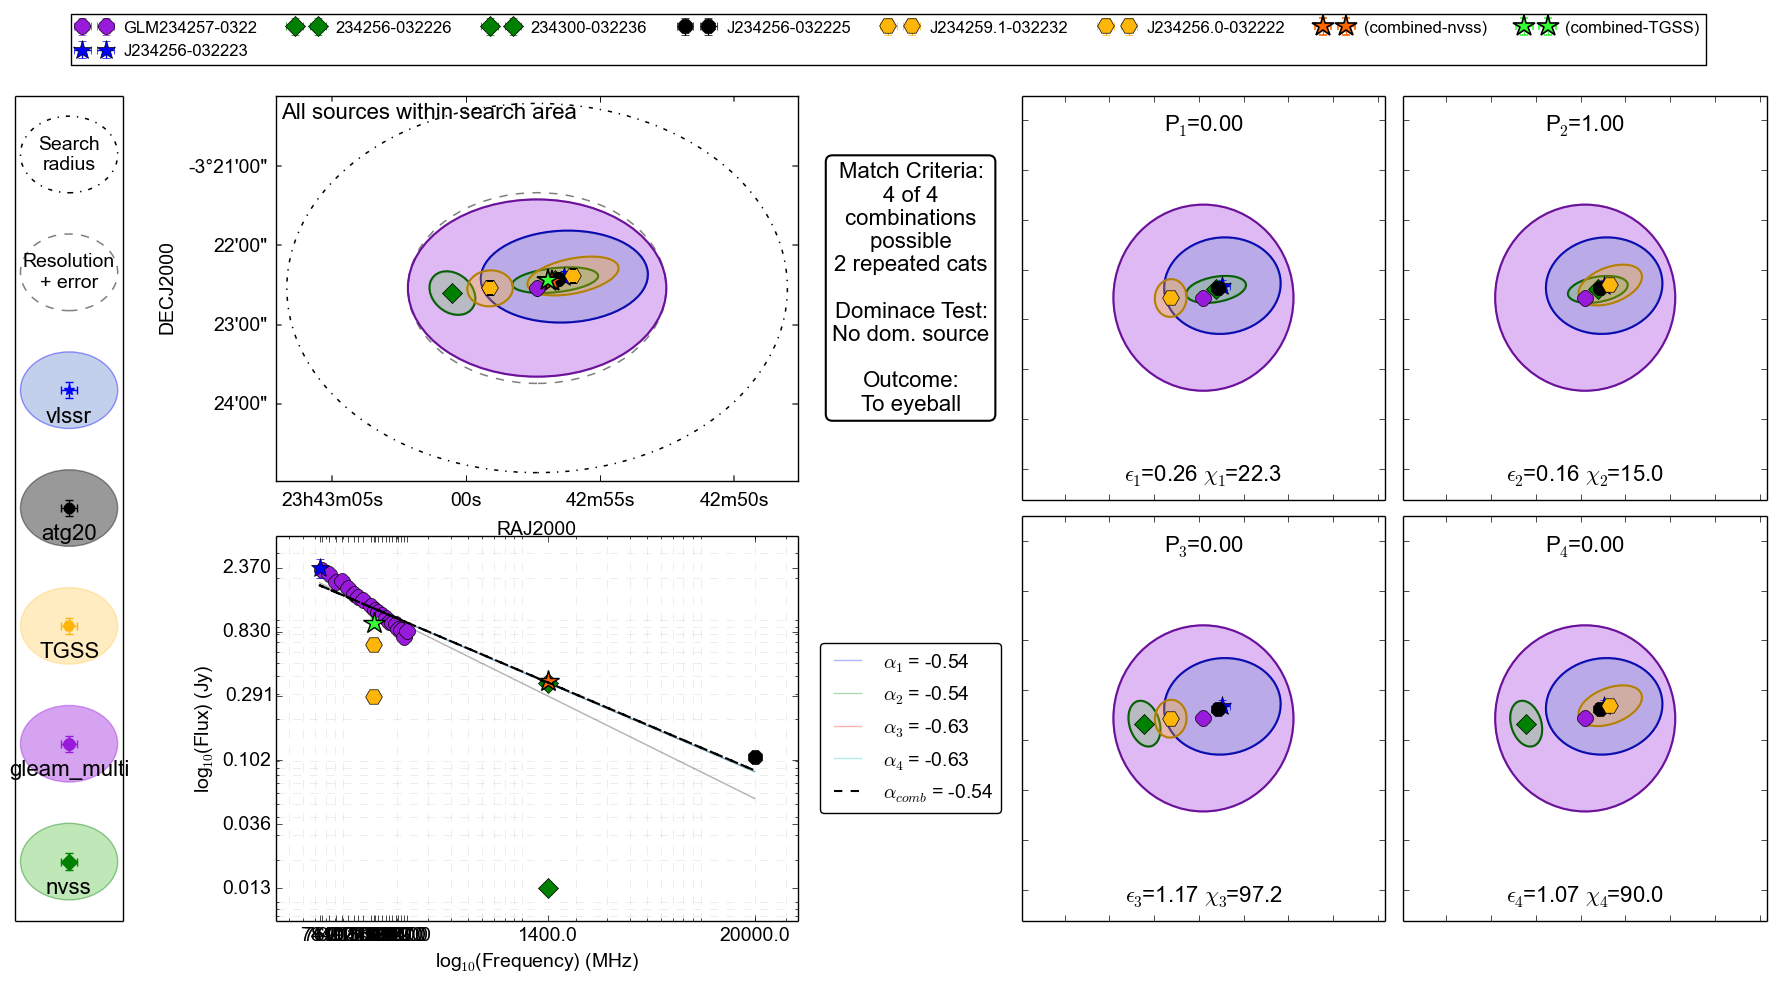 GLM234257-0322
234256-032226
234300-032236
J234256-032225
J234259.1-032232
J234256.0-032222
(combined-nvss)
(combined-TGSS)
J234256-032223
Search
radius
Resolution
+ error
vlssr
atg20
TGSS
gleam_multi
nvss
All sources within search area
DECJ2000
-3°21'00"
22'00"
23'00"
24'00"
23h43m05s
00s
42m55s
42m50s
RAJ2000
Match Criteria:
4 of 4
combinations
possible
2 repeated cats
Dominace Test:
No dom. source
Outcome:
To eyeball
P1=0.00
ϵ1=0.26 χ1=22.3
P2=1.00
ϵ2=0.16 χ2=15.0
P3=0.00
ϵ3=1.17 χ3=97.2
P4=0.00
ϵ4=1.07 χ4=90.0
log10(Flux) (Jy)
2.370
0.830
0.291
0.102
0.036
0.013
1400.0
20000.0
log10(Frequency) (MHz)
α1 = -0.54
α2 = -0.54
α3 = -0.63
α4 = -0.63
αcomb = -0.54